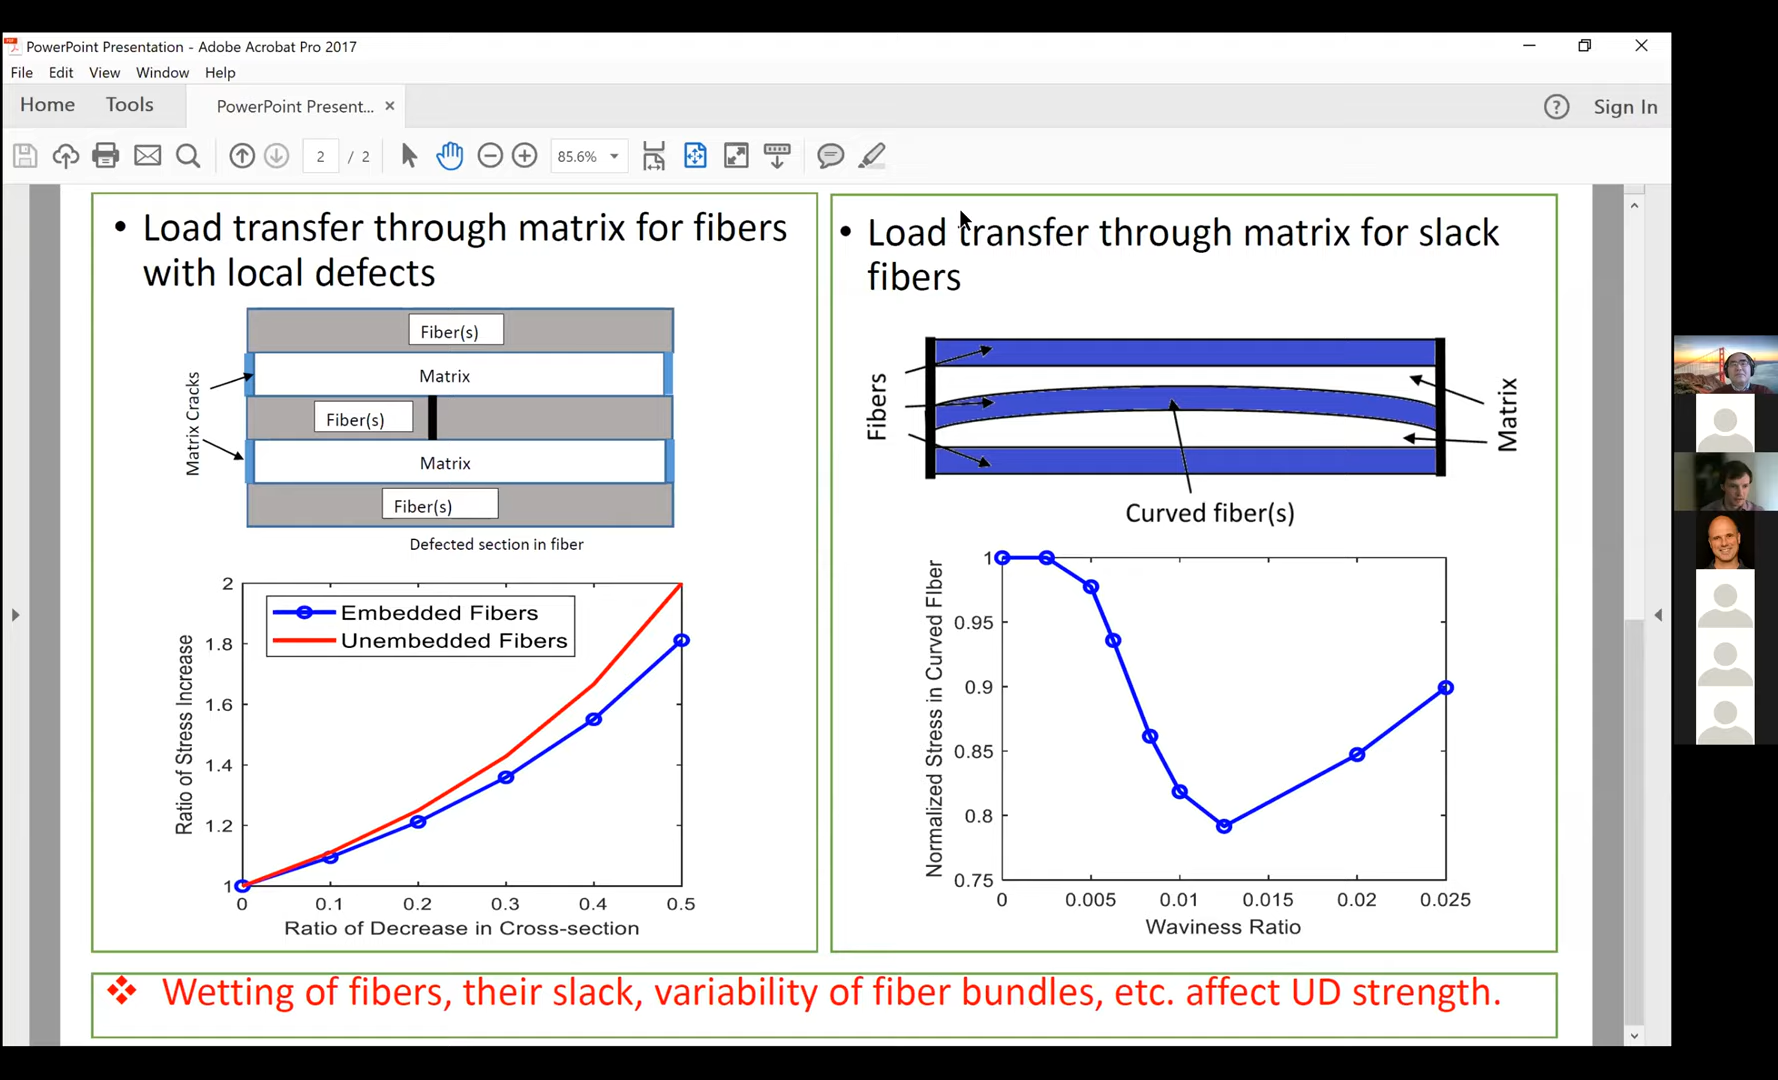 PowerPoint Presentation - Adobe Acrobat Pro 2017
File Edit View Window Help
Home Tools PowerPoint Present... Sign In
2 / 2 85.6%
• Load transfer through matrix for fibers
with local defects
Fiber(s)
Matrix
Fiber(s)
Matrix
Fiber(s)
Matrix Cracks
Defected section in fiber
Embedded Fibers
Unembedded Fibers
Ratio of Stress Increase
2
1.8
1.6
1.4
1.2
1
0 0.1 0.2 0.3 0.4 0.5
Ratio of Decrease in Cross-section
• Load transfer through matrix for slack
fibers
Fibers
Matrix
Curved fiber(s)
Normalized Stress in Curved FIber
1
0.95
0.9
0.85
0.8
0.75
0 0.005 0.01 0.015 0.02 0.025
Waviness Ratio
❖ Wetting of fibers, their slack, variability of fiber bundles, etc. affect UD strength.